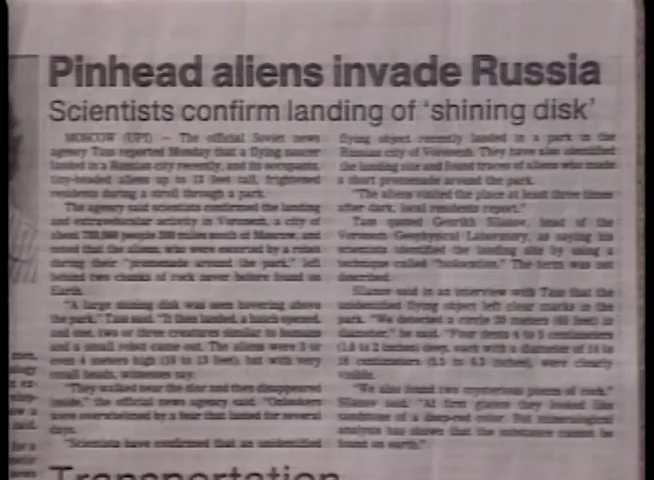 Pinhead aliens invade Russia
Scientists confirm landing of 'shining disk'
MOSCOW (UPI) — The official Soviet news
agency Tass reported Monday that a flying saucer
landed in a Russian city recently, and its occupants,
tiny-headed aliens up to 13 feet tall, frightened
residents during a stroll through a park.
The agency said scientists confirmed the landing
and extraterrestrial activity in Voronezh, a city of
about people 300 miles south of Moscow, and
noted that the aliens, who were escorted by a robot
during their "promenade around the park," left
behind two chunks of rock never before found on
Earth.
"A large shining disk was seen hovering above
the park," Tass said. "It then landed, a hatch opened,
and one, two or three creatures similar to humans
and a small robot came out. The aliens were 3 or
even 4 meters high (10 to 13 feet), but with very
small heads, witnesses say.
"They walked near the disk and then disappeared
inside," the official news agency said. "Onlookers
were overwhelmed by a fear that lasted for several
days.
"Scientists have confirmed that an unidentified
flying object recently landed in a park in the
Russian city of Voronezh. They have also identified
the landing site and found traces of aliens who made
a short promenade around the park.
"The aliens visited the place at least three times
after dark, local residents report."
Tass quoted Genrikh Silanov, head of the
Voronezh Geophysical Laboratory, as saying his
scientists identified the landing site by using a
technique called "biolocation." The term was not
described.
Silanov said in an interview with Tass that the
unidentified flying object left clear marks in the
park. "We detected a circle 20 meters (60 feet) in
diameter," he said. "Four dents 4 to 5 centimeters
(1.6 to 2 inches) deep, each with a diameter of 14 to
16 centimeters (5.5 to 6.3 inches), were clearly
visible.
"We also found two mysterious pieces of rock,"
Silanov said. "At first glance they looked like
sandstone of a deep-red color. But mineralogical
analysis has shown that the substance cannot be
found on earth."
Transportation